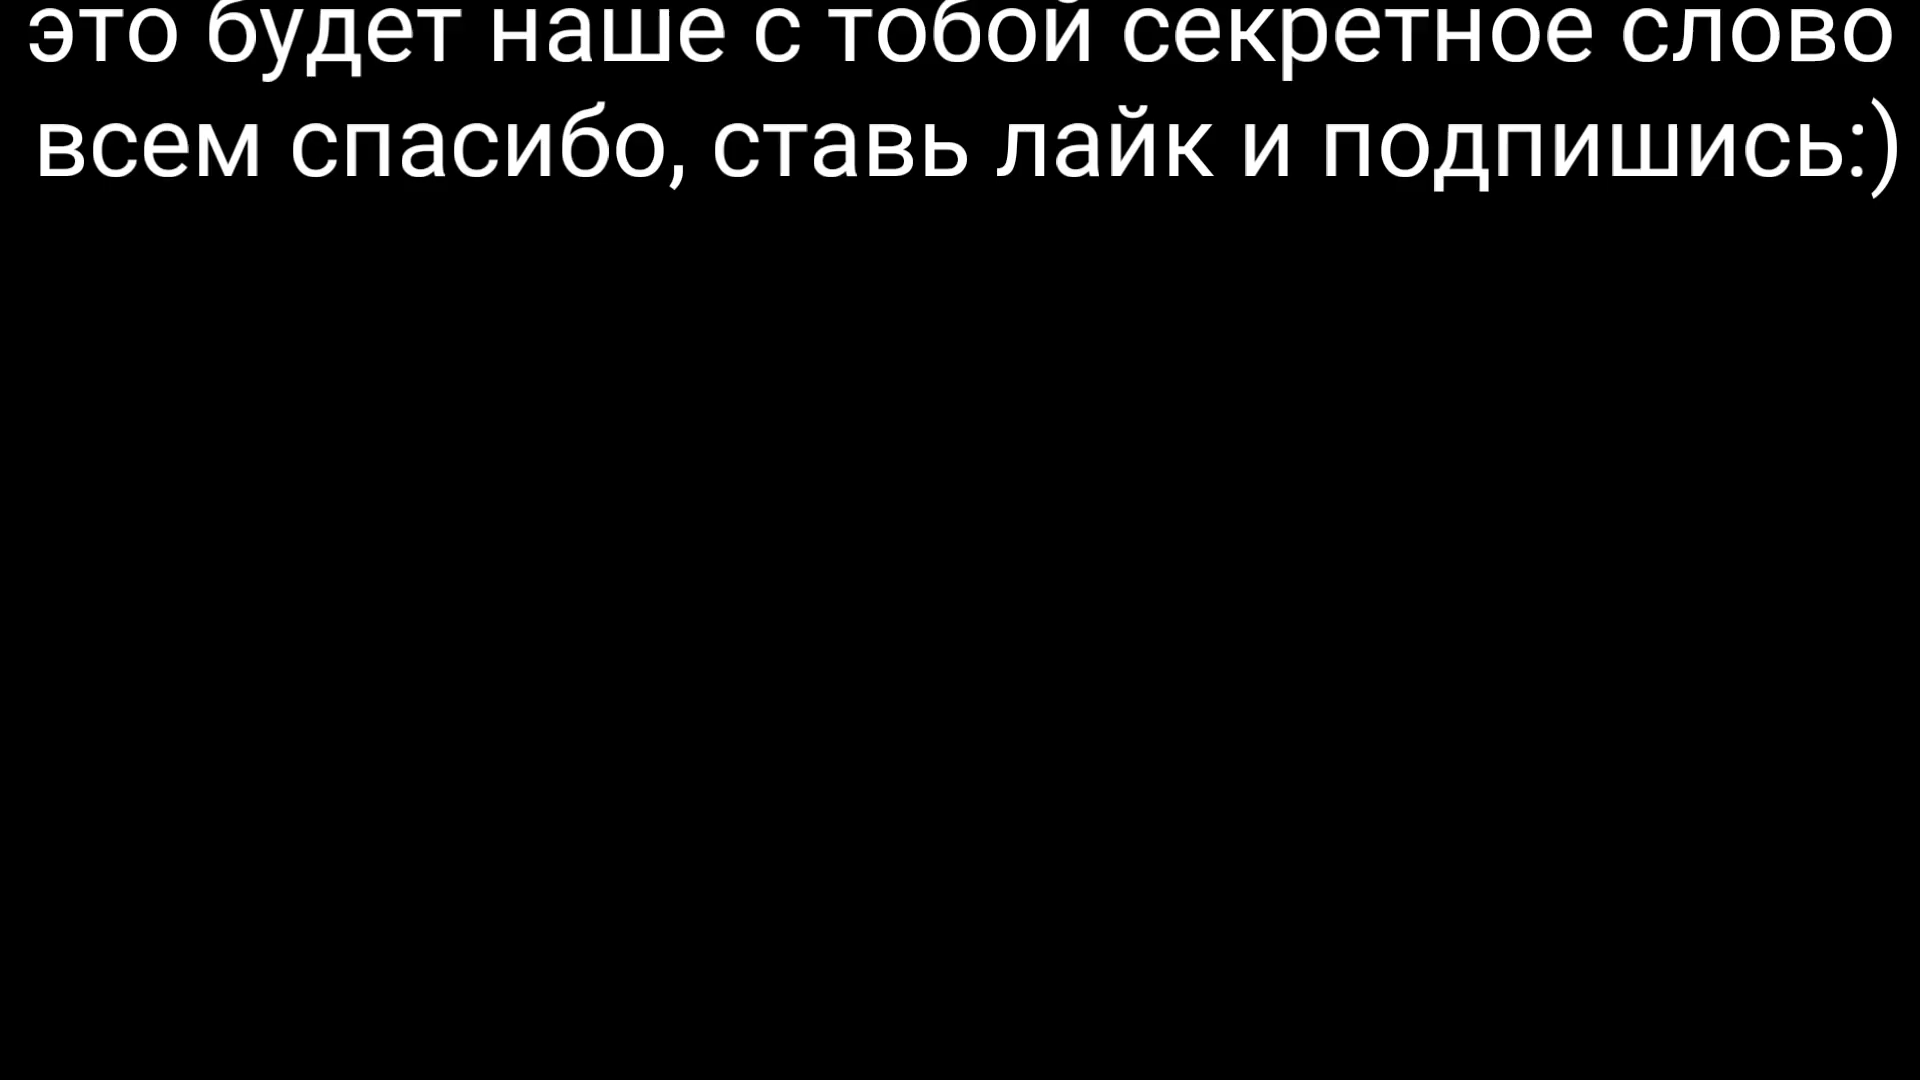 это будет наше с тобой секретное слово
всем спасибо, ставь лайк и подпишись:)